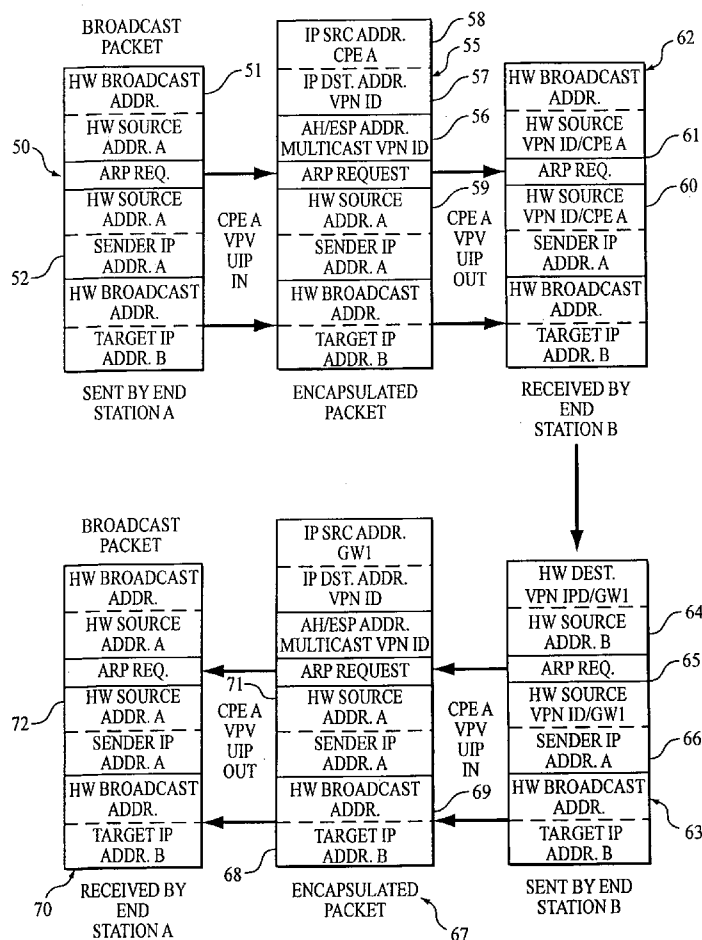 BROADCAST
PACKET
HW BROADCAST
ADDR.
HW SOURCE
ADDR. A
ARP REQ.
HW SOURCE
ADDR. A
SENDER IP
ADDR. A
HW BROADCAST
ADDR.
TARGET IP
ADDR. B
SENT BY END
STATION A
50
51
52
CPE A
VPV
UIP
IN
IP SRC ADDR.
CPE A
IP DST. ADDR.
VPN ID
AH/ESP ADDR.
MULTICAST VPN ID
ARP REQUEST
HW SOURCE
ADDR. A
SENDER IP
ADDR. A
HW BROADCAST
ADDR.
TARGET IP
ADDR. B
ENCAPSULATED
PACKET
58
55
57
56
59
CPE A
VPV
UIP
OUT
HW BROADCAST
ADDR.
HW SOURCE
VPN ID/CPE A
ARP REQ.
HW SOURCE
VPN ID/CPE A
SENDER IP
ADDR. A
HW BROADCAST
ADDR.
TARGET IP
ADDR. B
RECEIVED BY
END
STATION B
62
61
60
BROADCAST
PACKET
HW BROADCAST
ADDR.
HW SOURCE
ADDR. A
ARP REQ.
HW SOURCE
ADDR. A
SENDER IP
ADDR. A
HW BROADCAST
ADDR.
TARGET IP
ADDR. B
RECEIVED BY
END
STATION A
72
70
CPE A
VPV
UIP
OUT
IP SRC ADDR.
GW1
IP DST. ADDR.
VPN ID
AH/ESP ADDR.
MULTICAST VPN ID
ARP REQUEST
HW SOURCE
ADDR. A
SENDER IP
ADDR. A
HW BROADCAST
ADDR.
TARGET IP
ADDR. B
ENCAPSULATED
PACKET
71
69
68
67
CPE A
VPV
UIP
IN
HW DEST.
VPN IPD/GW1
HW SOURCE
ADDR. B
ARP REQ.
HW SOURCE
VPN ID/GW1
SENDER IP
ADDR. A
HW BROADCAST
ADDR.
TARGET IP
ADDR. B
SENT BY END
STATION B
64
65
66
63